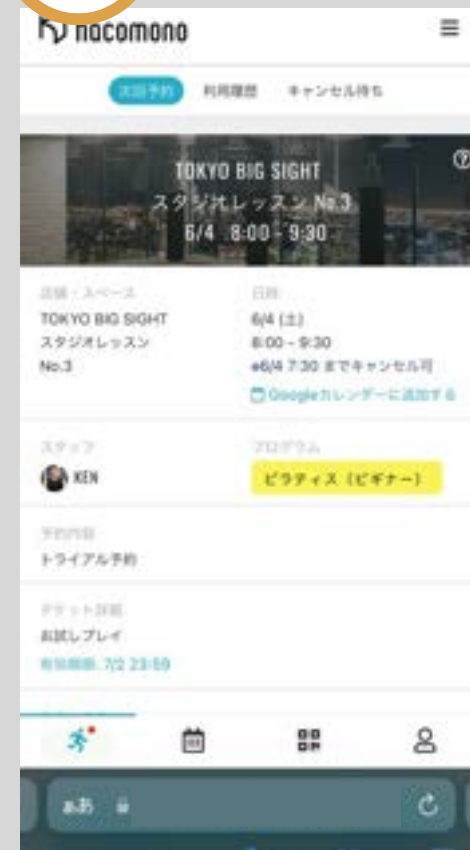 hacomono
次回予約 利用履歴 キャンセル待ち
TOKYO BIG SIGHT
スタジオレッスン No.3
6/4 8:00 - 9:30
店舗・スペース
TOKYO BIG SIGHT
スタジオレッスン
No.3
日時
6/4 (土)
8:00 - 9:30
※6/4 7:30 までキャンセル可
Googleカレンダーに追加する
スタッフ
KEN
プログラム
ピラティス（ビギナー）
予約内容
トライアル予約
チケット詳細
お試しプレイ
有効期限: 7/2 23:59
ああ